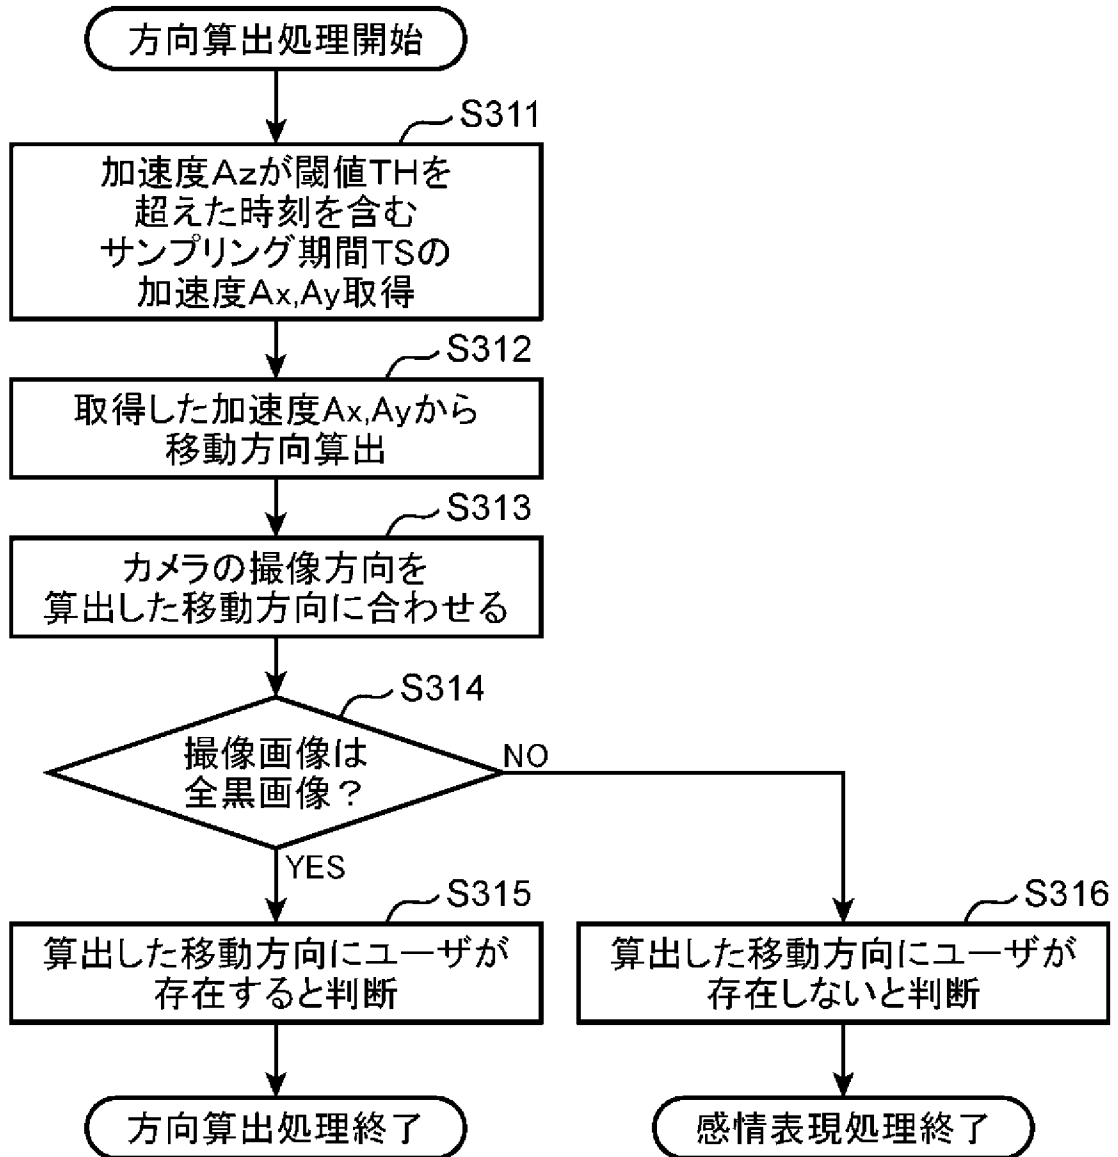 方向算出処理開始
S311
加速度Azが閾値THを
超えた時刻を含む
サンプリング期間TSの
加速度Ax,Ay取得
S312
取得した加速度Ax,Ayから
移動方向算出
S313
カメラの撮像方向を
算出した移動方向に合わせる
S314
撮像画像は
全黒画像？
NO
YES
S315
算出した移動方向にユーザが
存在すると判断
S316
算出した移動方向にユーザが
存在しないと判断
方向算出処理終了
感情表現処理終了